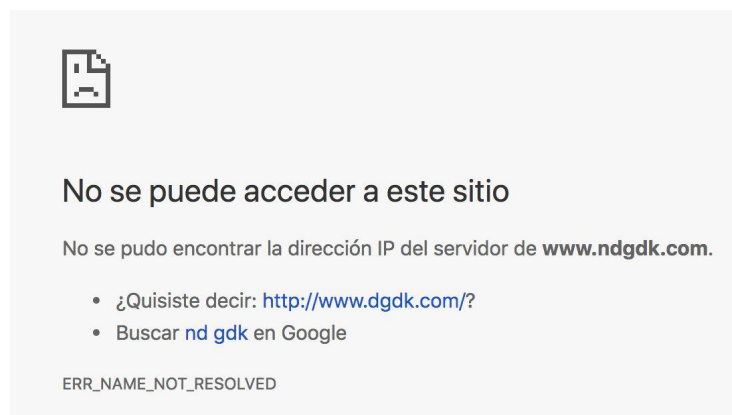 No se puede acceder a este sitio
No se pudo encontrar la dirección IP del servidor de www.ndgdk.com.
• ¿Quisiste decir: http://www.dgdk.com/?
• Buscar nd gdk en Google
ERR_NAME_NOT_RESOLVED